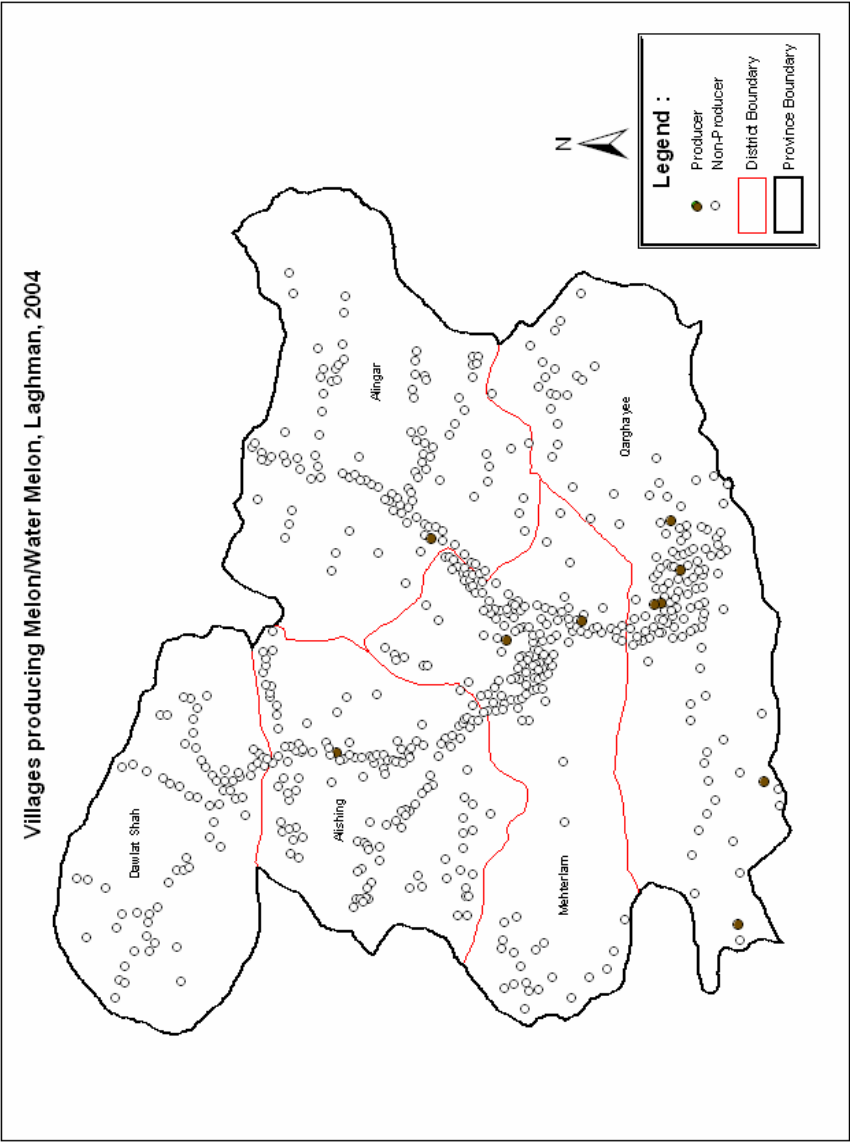 Villages producing Melon/Water Melon, Laghman, 2004
Dawlat Shah
Alishing
Alingar
Mehterlam
Qarghayee
N
Legend :
Producer
Non-Producer
District Boundary
Province Boundary